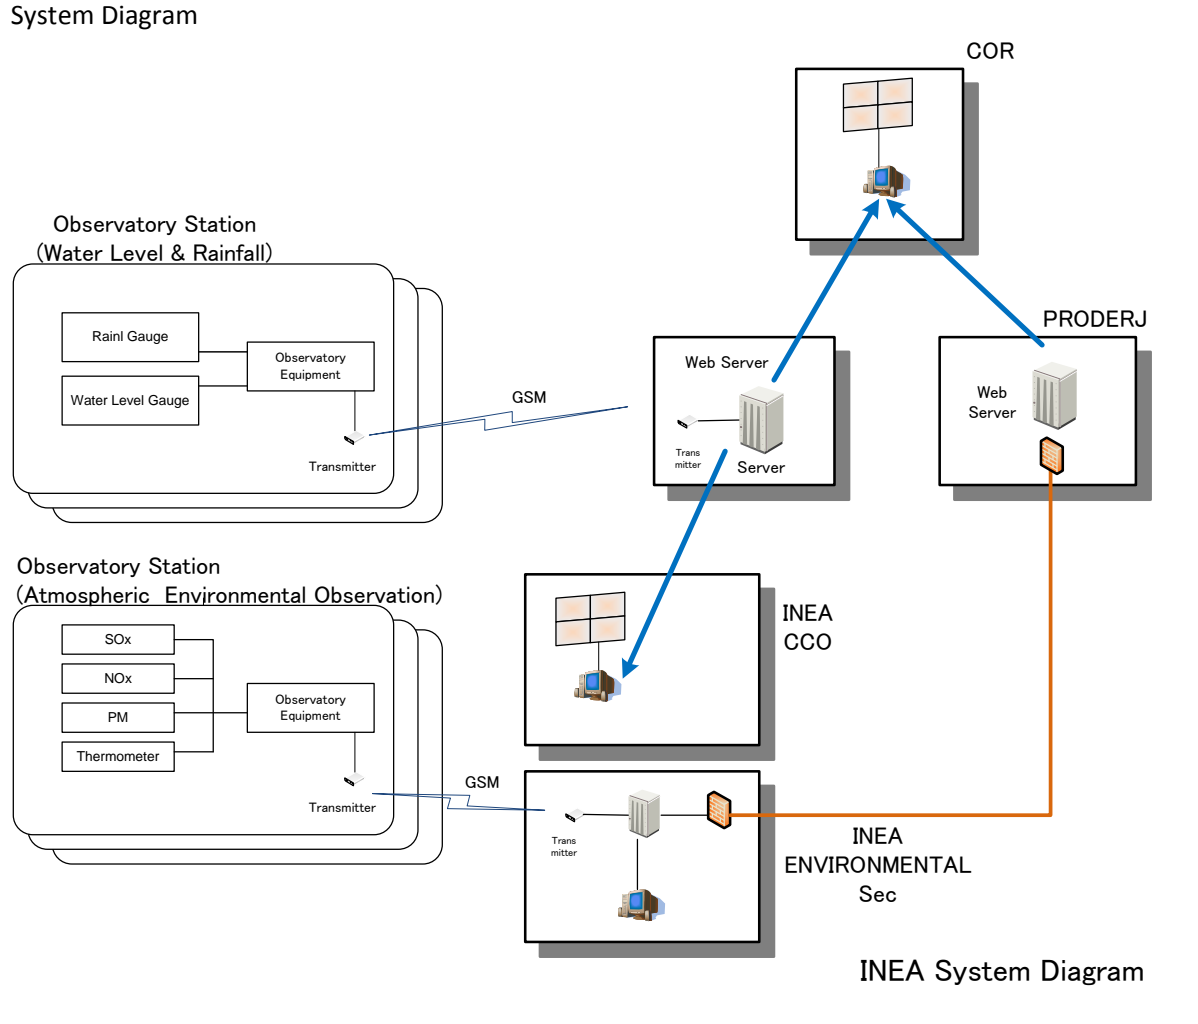 System Diagram
COR
Observatory Station
(Water Level & Rainfall)
Rainl Gauge
Water Level Gauge
Observatory
Equipment
Transmitter
GSM
Web Server
Trans
mitter
Server
PRODERJ
Web
Server
Observatory Station
(Atmospheric Environmental Observation)
SOx
NOx
PM
Thermometer
Observatory
Equipment
Transmitter
GSM
INEA
CCO
Trans
mitter
INEA
ENVIRONMENTAL
Sec
INEA System Diagram